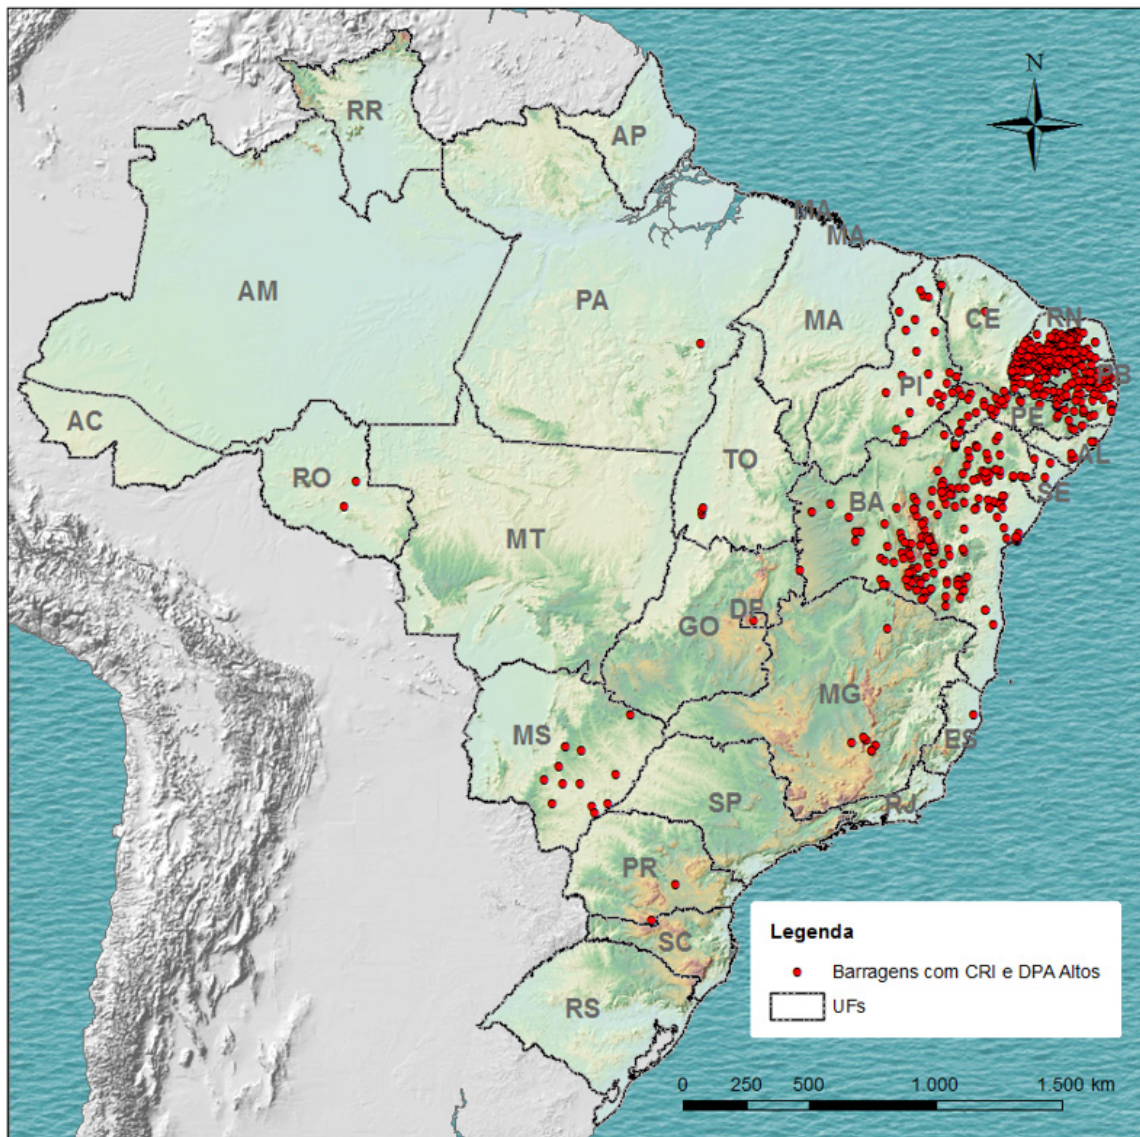 N
RR
AP
MA
MA
AM
PA
MA
CE
RN
PB
PI
AC
PE
AL
RO
TO
SE
BA
MT
DF
GO
MG
MS
ES
SP
RJ
PR
SC
RS
Legenda
Barragens com CRI e DPA Altos
UFs
0 250 500 1.000 1.500 km